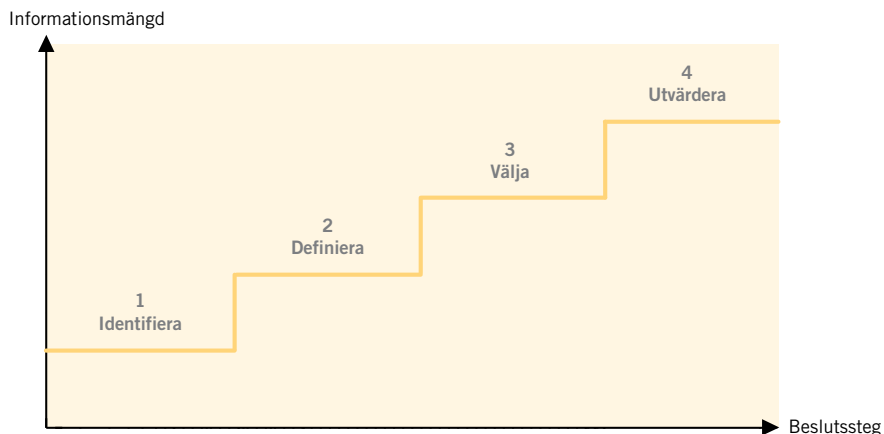 Informationsmängd
4
Utvärdera
3
Välja
2
Definiera
1
Identifiera
Beslutssteg